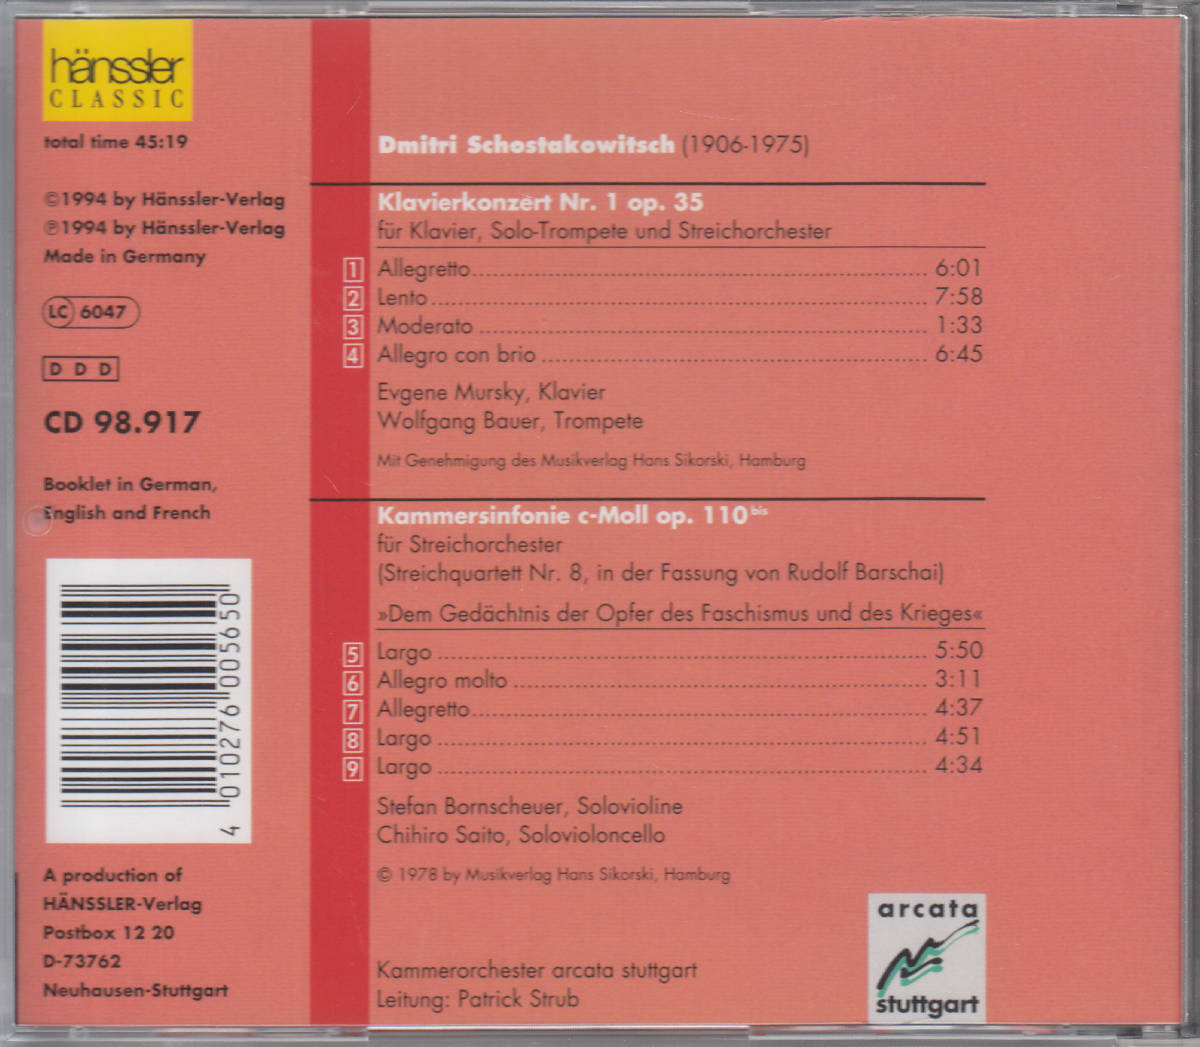 hänssler
CLASSIC
total time 45:19
©1994 by Hänssler-Verlag
℗1994 by Hänssler-Verlag
Made in Germany
LC 6047
D D D
CD 98.917
Booklet in German,
English and French
4 010276 005650
A production of
HÄNSSLER-Verlag
Postbox 12 20
D-73762
Neuhausen-Stuttgart
Dmitri Schostakowitsch (1906-1975)
Klavierkonzert Nr. 1 op. 35
für Klavier, Solo-Trompete und Streichorchester
1 Allegretto 6:01
2 Lento 7:58
3 Moderato 1:33
4 Allegro con brio 6:45
Evgene Mursky, Klavier
Wolfgang Bauer, Trompete
Mit Genehmigung des Musikverlag Hans Sikorski, Hamburg
Kammersinfonie c-Moll op. 110 bis
für Streichorchester
(Streichquartett Nr. 8, in der Fassung von Rudolf Barschai)
»Dem Gedächtnis der Opfer des Faschismus und des Krieges«
5 Largo 5:50
6 Allegro molto 3:11
7 Allegretto 4:37
8 Largo 4:51
9 Largo 4:34
Stefan Bornscheuer, Solovioline
Chihiro Saito, Solovioloncello
© 1978 by Musikverlag Hans Sikorski, Hamburg
Kammerorchester arcata stuttgart
Leitung: Patrick Strub
arcata
stuttgart